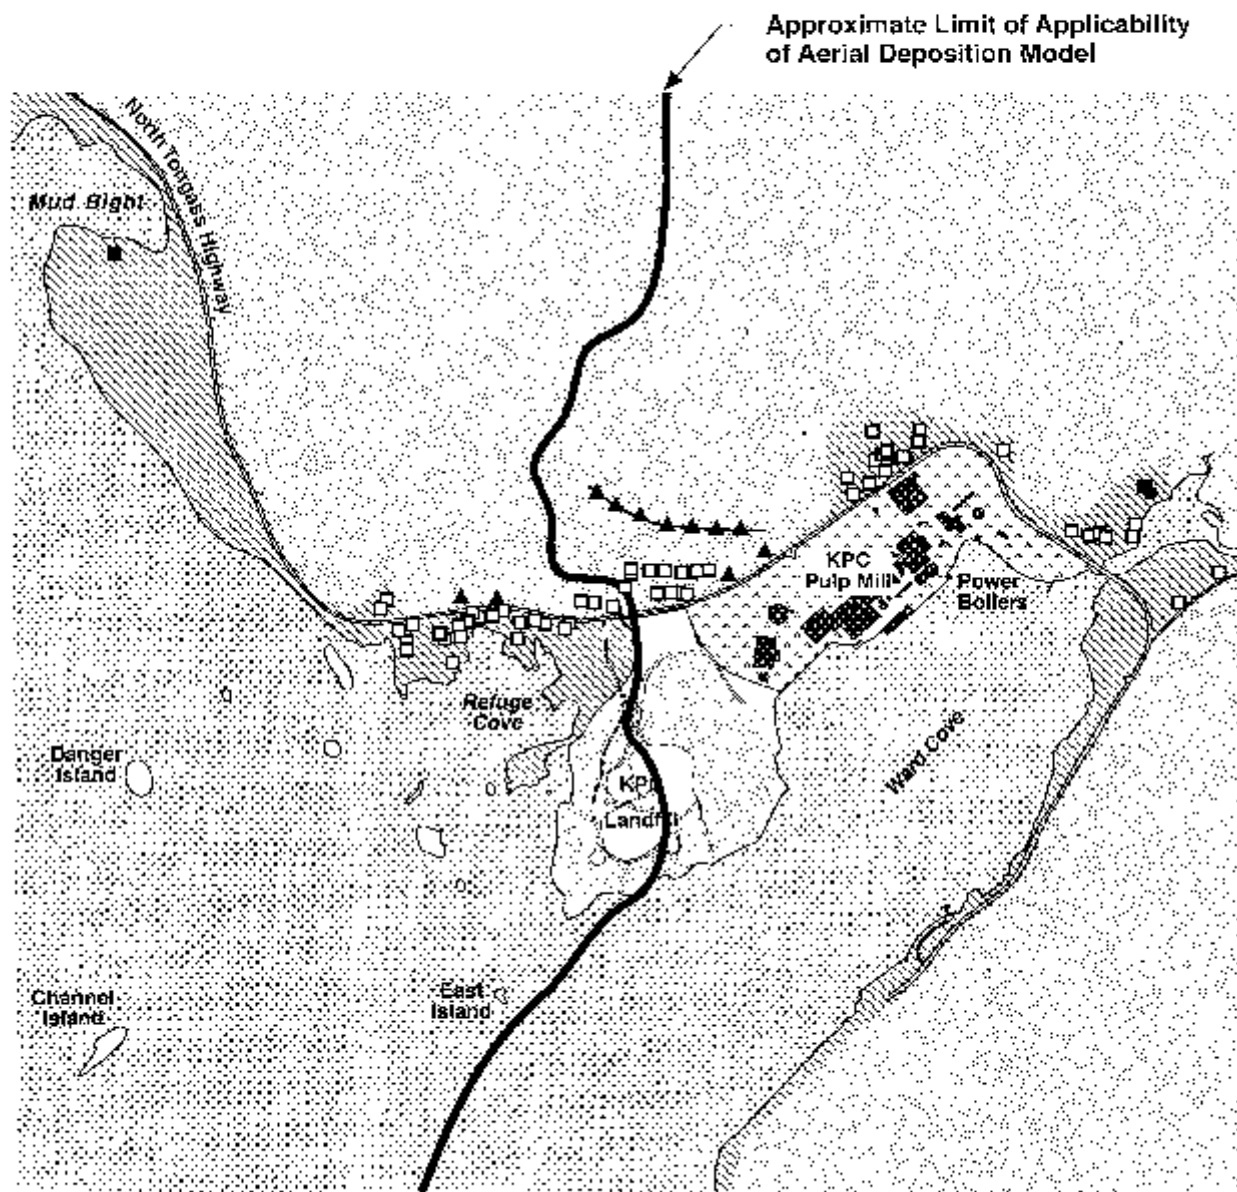 Approximate Limit of Applicability
of Aerial Deposition Model
North Tongass Highway
Mud Bight
KPC
Pulp Mill
Power
Boilers
Refuge
Cove
Ward Cove
Danger
Island
Landfill
East
Island
Channel
Island